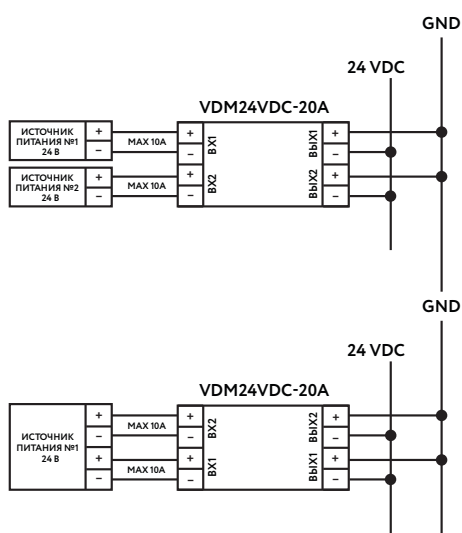 GND
24 VDC
VDM24VDC-20A
ИСТОЧНИК
ПИТАНИЯ №1
24 В
+
–
MAX 10A
+
–
ВХ1
ВЫХ1
+
–
ИСТОЧНИК
ПИТАНИЯ №2
24 В
+
–
MAX 10A
+
–
ВХ2
ВЫХ2
+
–
GND
24 VDC
VDM24VDC-20A
ИСТОЧНИК
ПИТАНИЯ №1
24 В
+
–
+
–
MAX 10A
MAX 10A
+
–
ВХ2
ВЫХ2
+
–
+
–
ВХ1
ВЫХ1
+
–